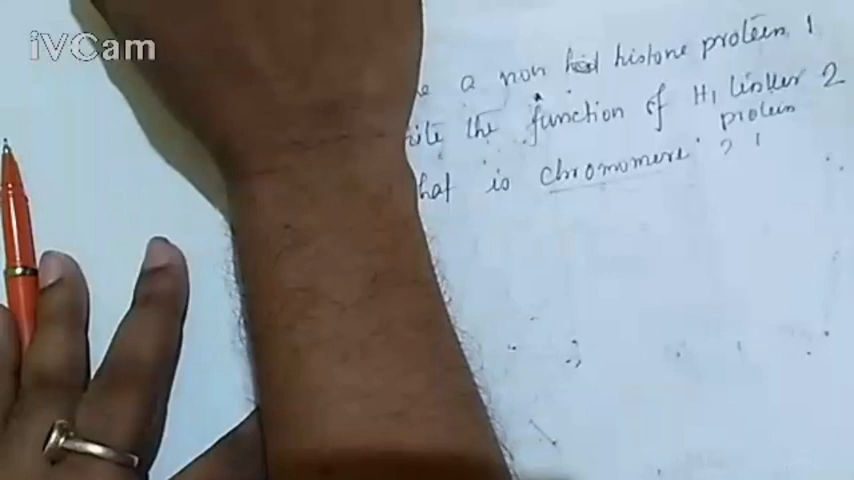 iVCam
a non histone protein 1
the function of H1 linker 2
protein
is chromomere ? 1